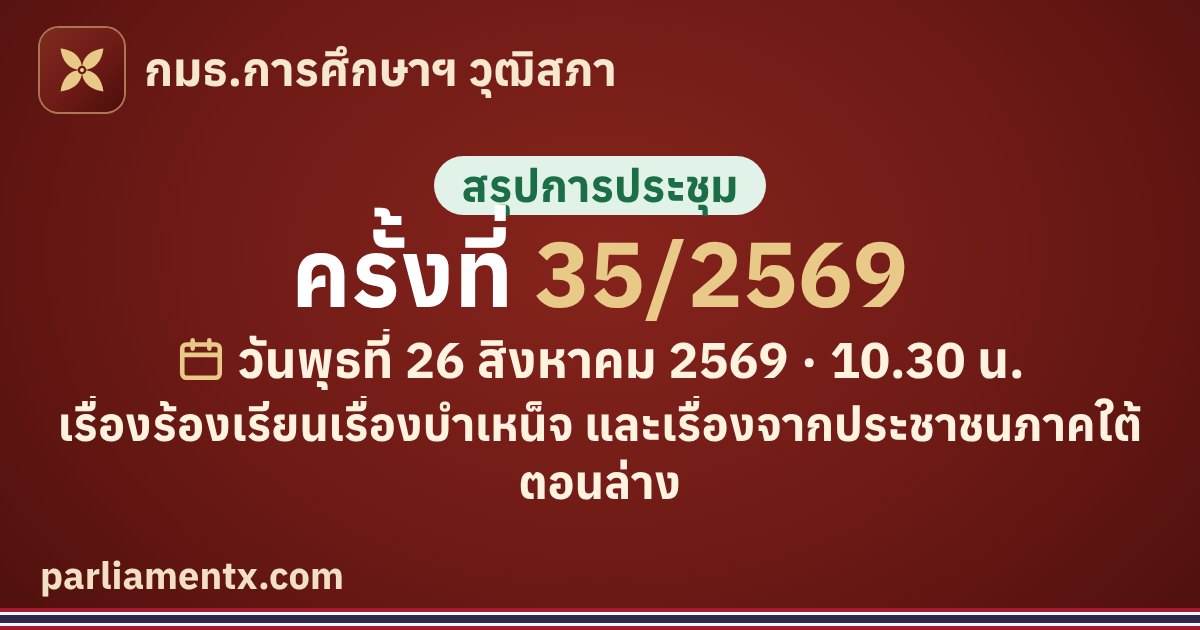 กมธ.การศึกษาฯ วุฒิสภา
สรุปการประชุม
ครั้งที่ 35/2569
วันพุธที่ 26 สิงหาคม 2569 · 10.30 น.
เรื่องร้องเรียนเรื่องบำเหน็จ และเรื่องจากประชาชนภาคใต้
ตอนล่าง
parliamentx.com